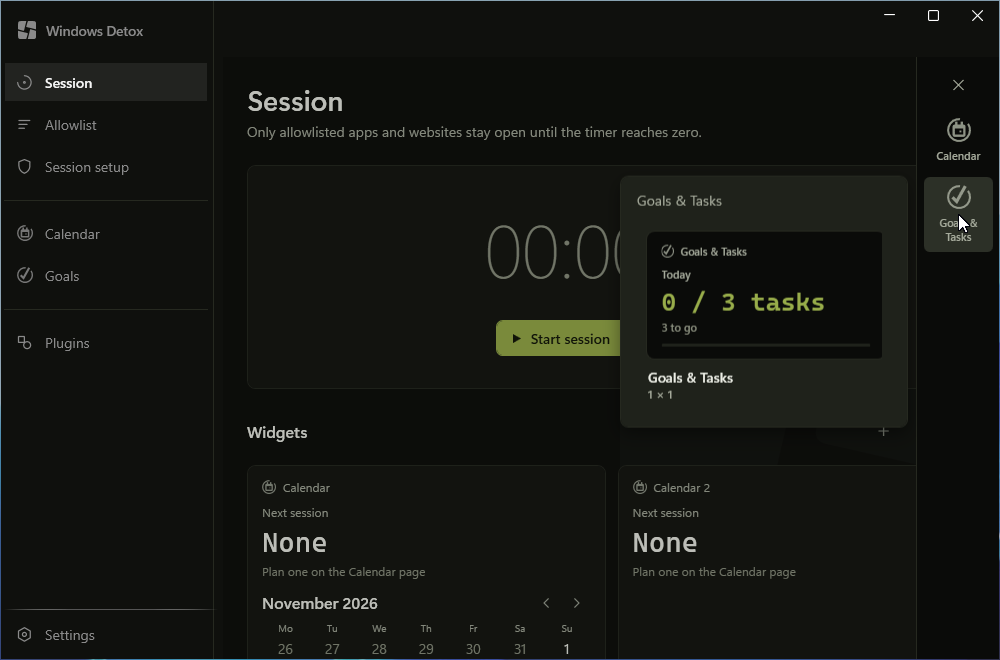 Windows Detox
Session
Allowlist
Session setup
Calendar
Goals
Plugins
Settings
Session
Only allowlisted apps and websites stay open until the timer reaches zero.
00:00
Start session
Widgets
+
Calendar
Next session
None
Plan one on the Calendar page
November 2026
Mo Tu We Th Fr Sa Su
26 27 28 29 30 31 1
Calendar 2
Next session
None
Plan one on the Calendar page
Goals & Tasks
Goals & Tasks
Today
0 / 3 tasks
3 to go
Goals & Tasks
1 × 1
Calendar
Goals &
Tasks